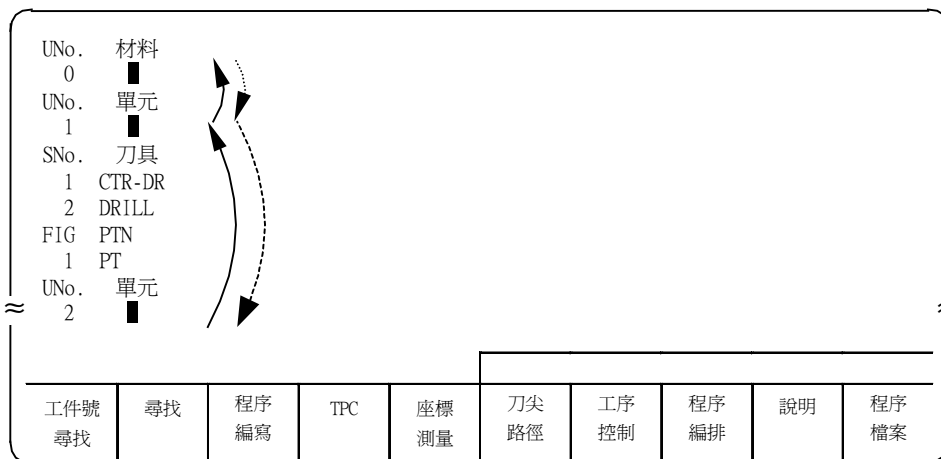 UNo. 材料
0
UNo. 單元
1
SNo. 刀具
1 CTR-DR
2 DRILL
FIG PTN
1 PT
UNo. 單元
2
工件號
尋找
尋找
程序
編寫
TPC
座標
測量
刀尖
路徑
工序
控制
程序
編排
說明
程序
檔案